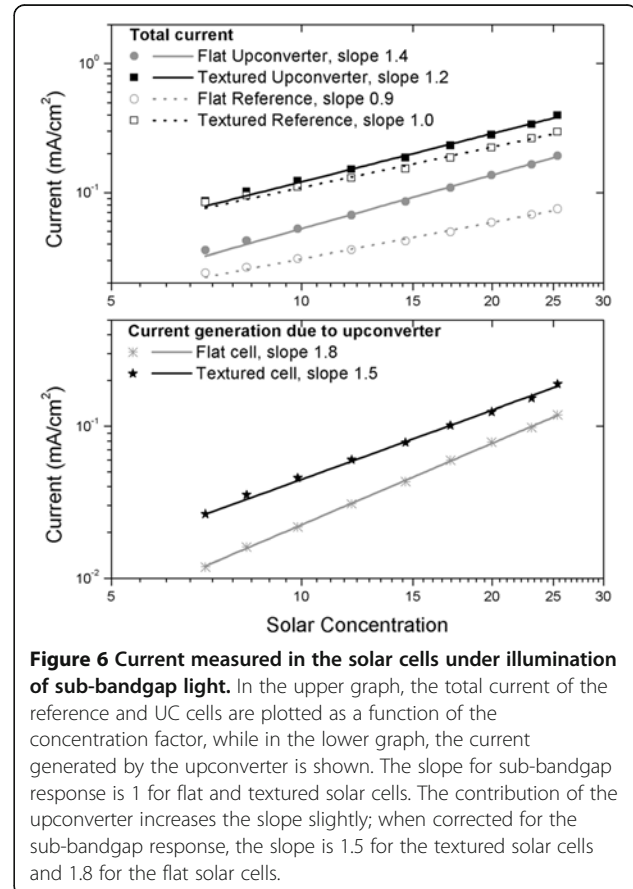 Total current
Flat Upconverter, slope 1.4
Textured Upconverter, slope 1.2
Flat Reference, slope 0.9
Textured Reference, slope 1.0
10⁰
10⁻¹
Current (mA/cm²)
5 10 15 20 25 30
Current generation due to upconverter
Flat cell, slope 1.8
Textured cell, slope 1.5
10⁻¹
10⁻²
Current (mA/cm²)
5 10 15 20 25 30
Solar Concentration
Figure 6 Current measured in the solar cells under illumination
of sub-bandgap light. In the upper graph, the total current of the
reference and UC cells are plotted as a function of the
concentration factor, while in the lower graph, the current
generated by the upconverter is shown. The slope for sub-bandgap
response is 1 for flat and textured solar cells. The contribution of the
upconverter increases the slope slightly; when corrected for the
sub-bandgap response, the slope is 1.5 for the textured solar cells
and 1.8 for the flat solar cells.